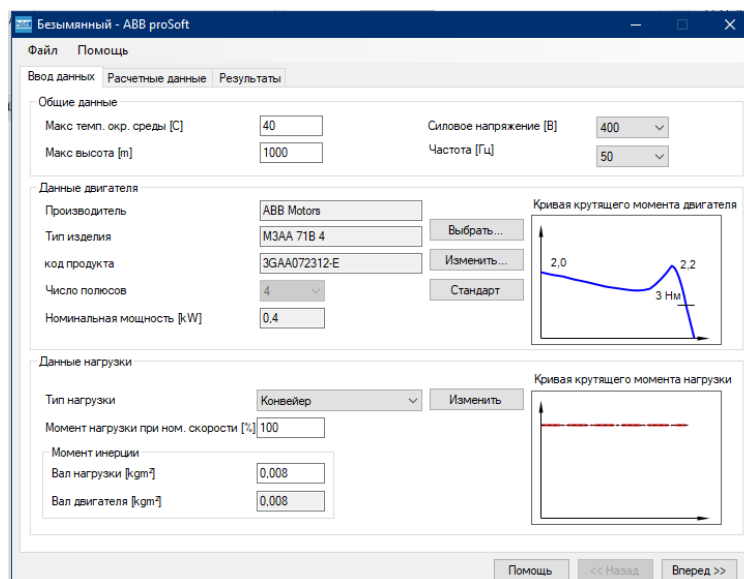 Безымянный - ABB proSoft
Файл Помощь
Ввод данных Расчетные данные Результаты
Общие данные
Макс темп. окр. среды [C] 40 Силовое напряжение [В] 400
Макс высота [m] 1000 Частота [Гц] 50
Данные двигателя
Производитель ABB Motors
Тип изделия M3AA 71B 4 Выбрать...
код продукта 3GAA072312-E Изменить...
Число полюсов 4 Стандарт
Номинальная мощность [kW] 0,4
Кривая крутящего момента двигателя
2,0 2,2
3 Нм
Данные нагрузки
Тип нагрузки Конвейер Изменить
Момент нагрузки при ном. скорости [%] 100
Момент инерции
Вал нагрузки [kgm²] 0,008
Вал двигателя [kgm²] 0,008
Кривая крутящего момента нагрузки
Помощь << Назад Вперед >>